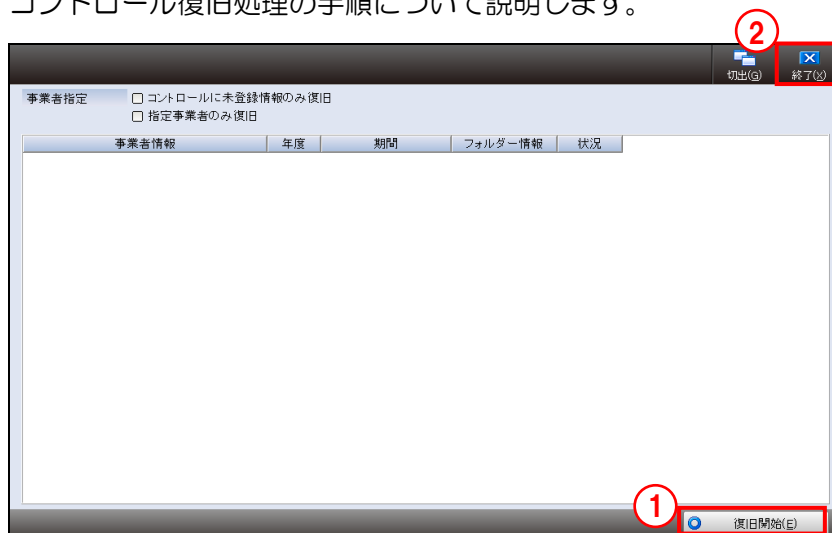 コントロール復旧処理の手順について説明します。
②
切出(G) 終了(X)
事業者指定 コントロールに未登録情報のみ復旧
指定事業者のみ復旧
事業者情報 年度 期間 フォルダー情報 状況
①
復旧開始(E)